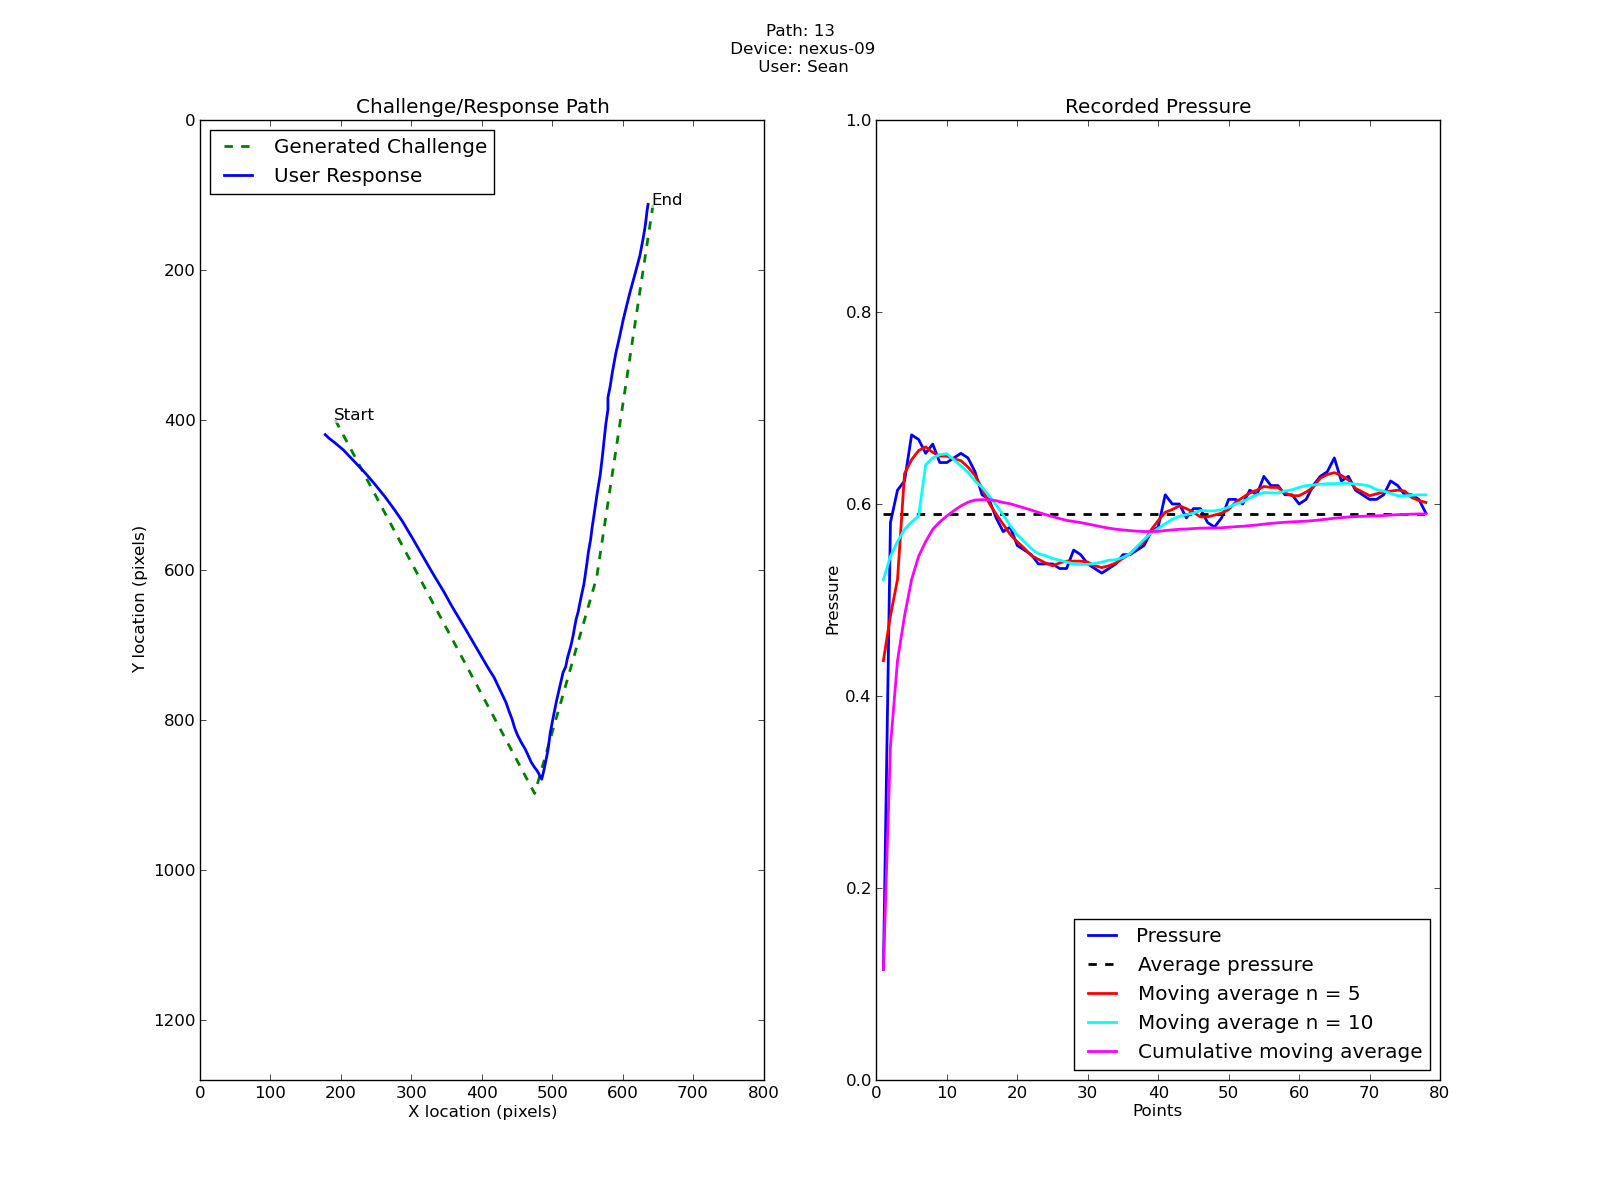 Path: 13
Device: nexus-09
User: Sean
Challenge/Response Path
0
200
400
600
800
1000
1200
Y location (pixels)
Generated Challenge
User Response
Start
End
0 100 200 300 400 500 600 700 800
X location (pixels)
Recorded Pressure
1.0
0.8
0.6
0.4
0.2
0.0
Pressure
Pressure
Average pressure
Moving average n = 5
Moving average n = 10
Cumulative moving average
0 10 20 30 40 50 60 70 80
Points